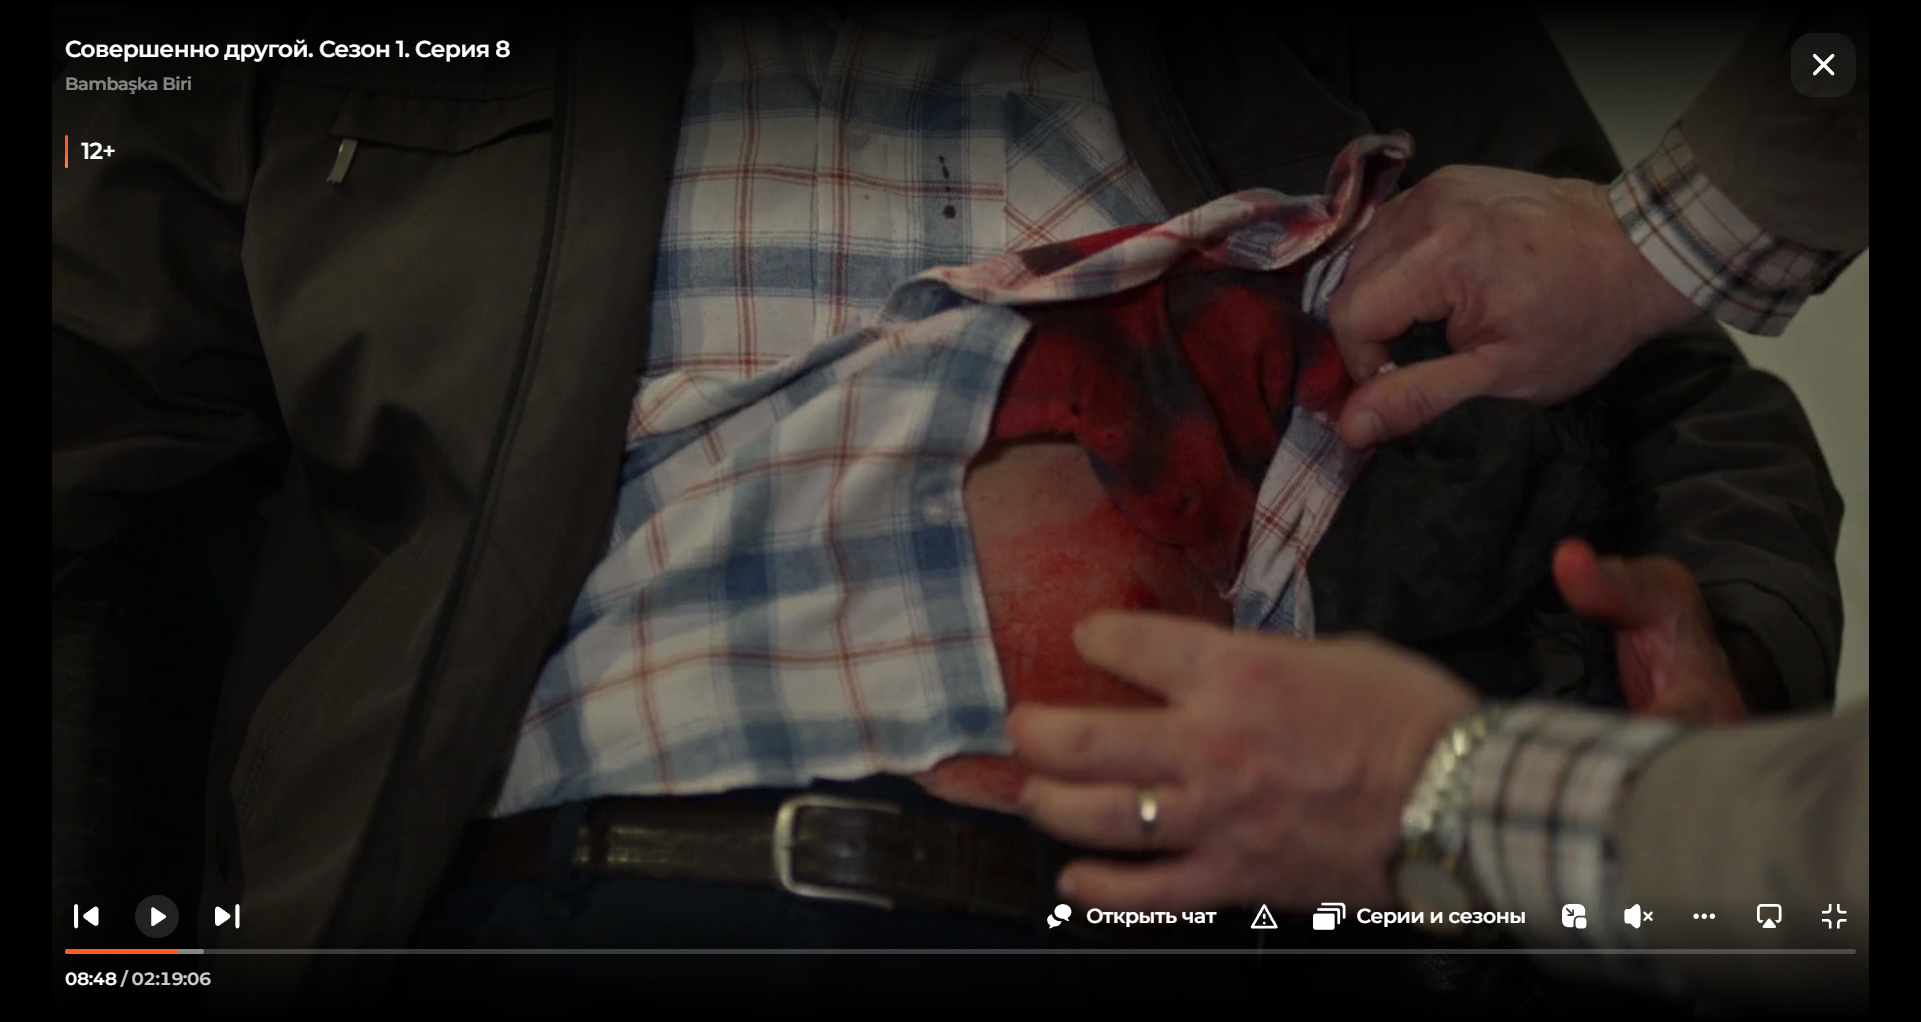 Совершенно другой. Сезон 1. Серия 8
Bambaşka Biri
12+
Открыть чат
Серии и сезоны
08:48 / 02:19:06